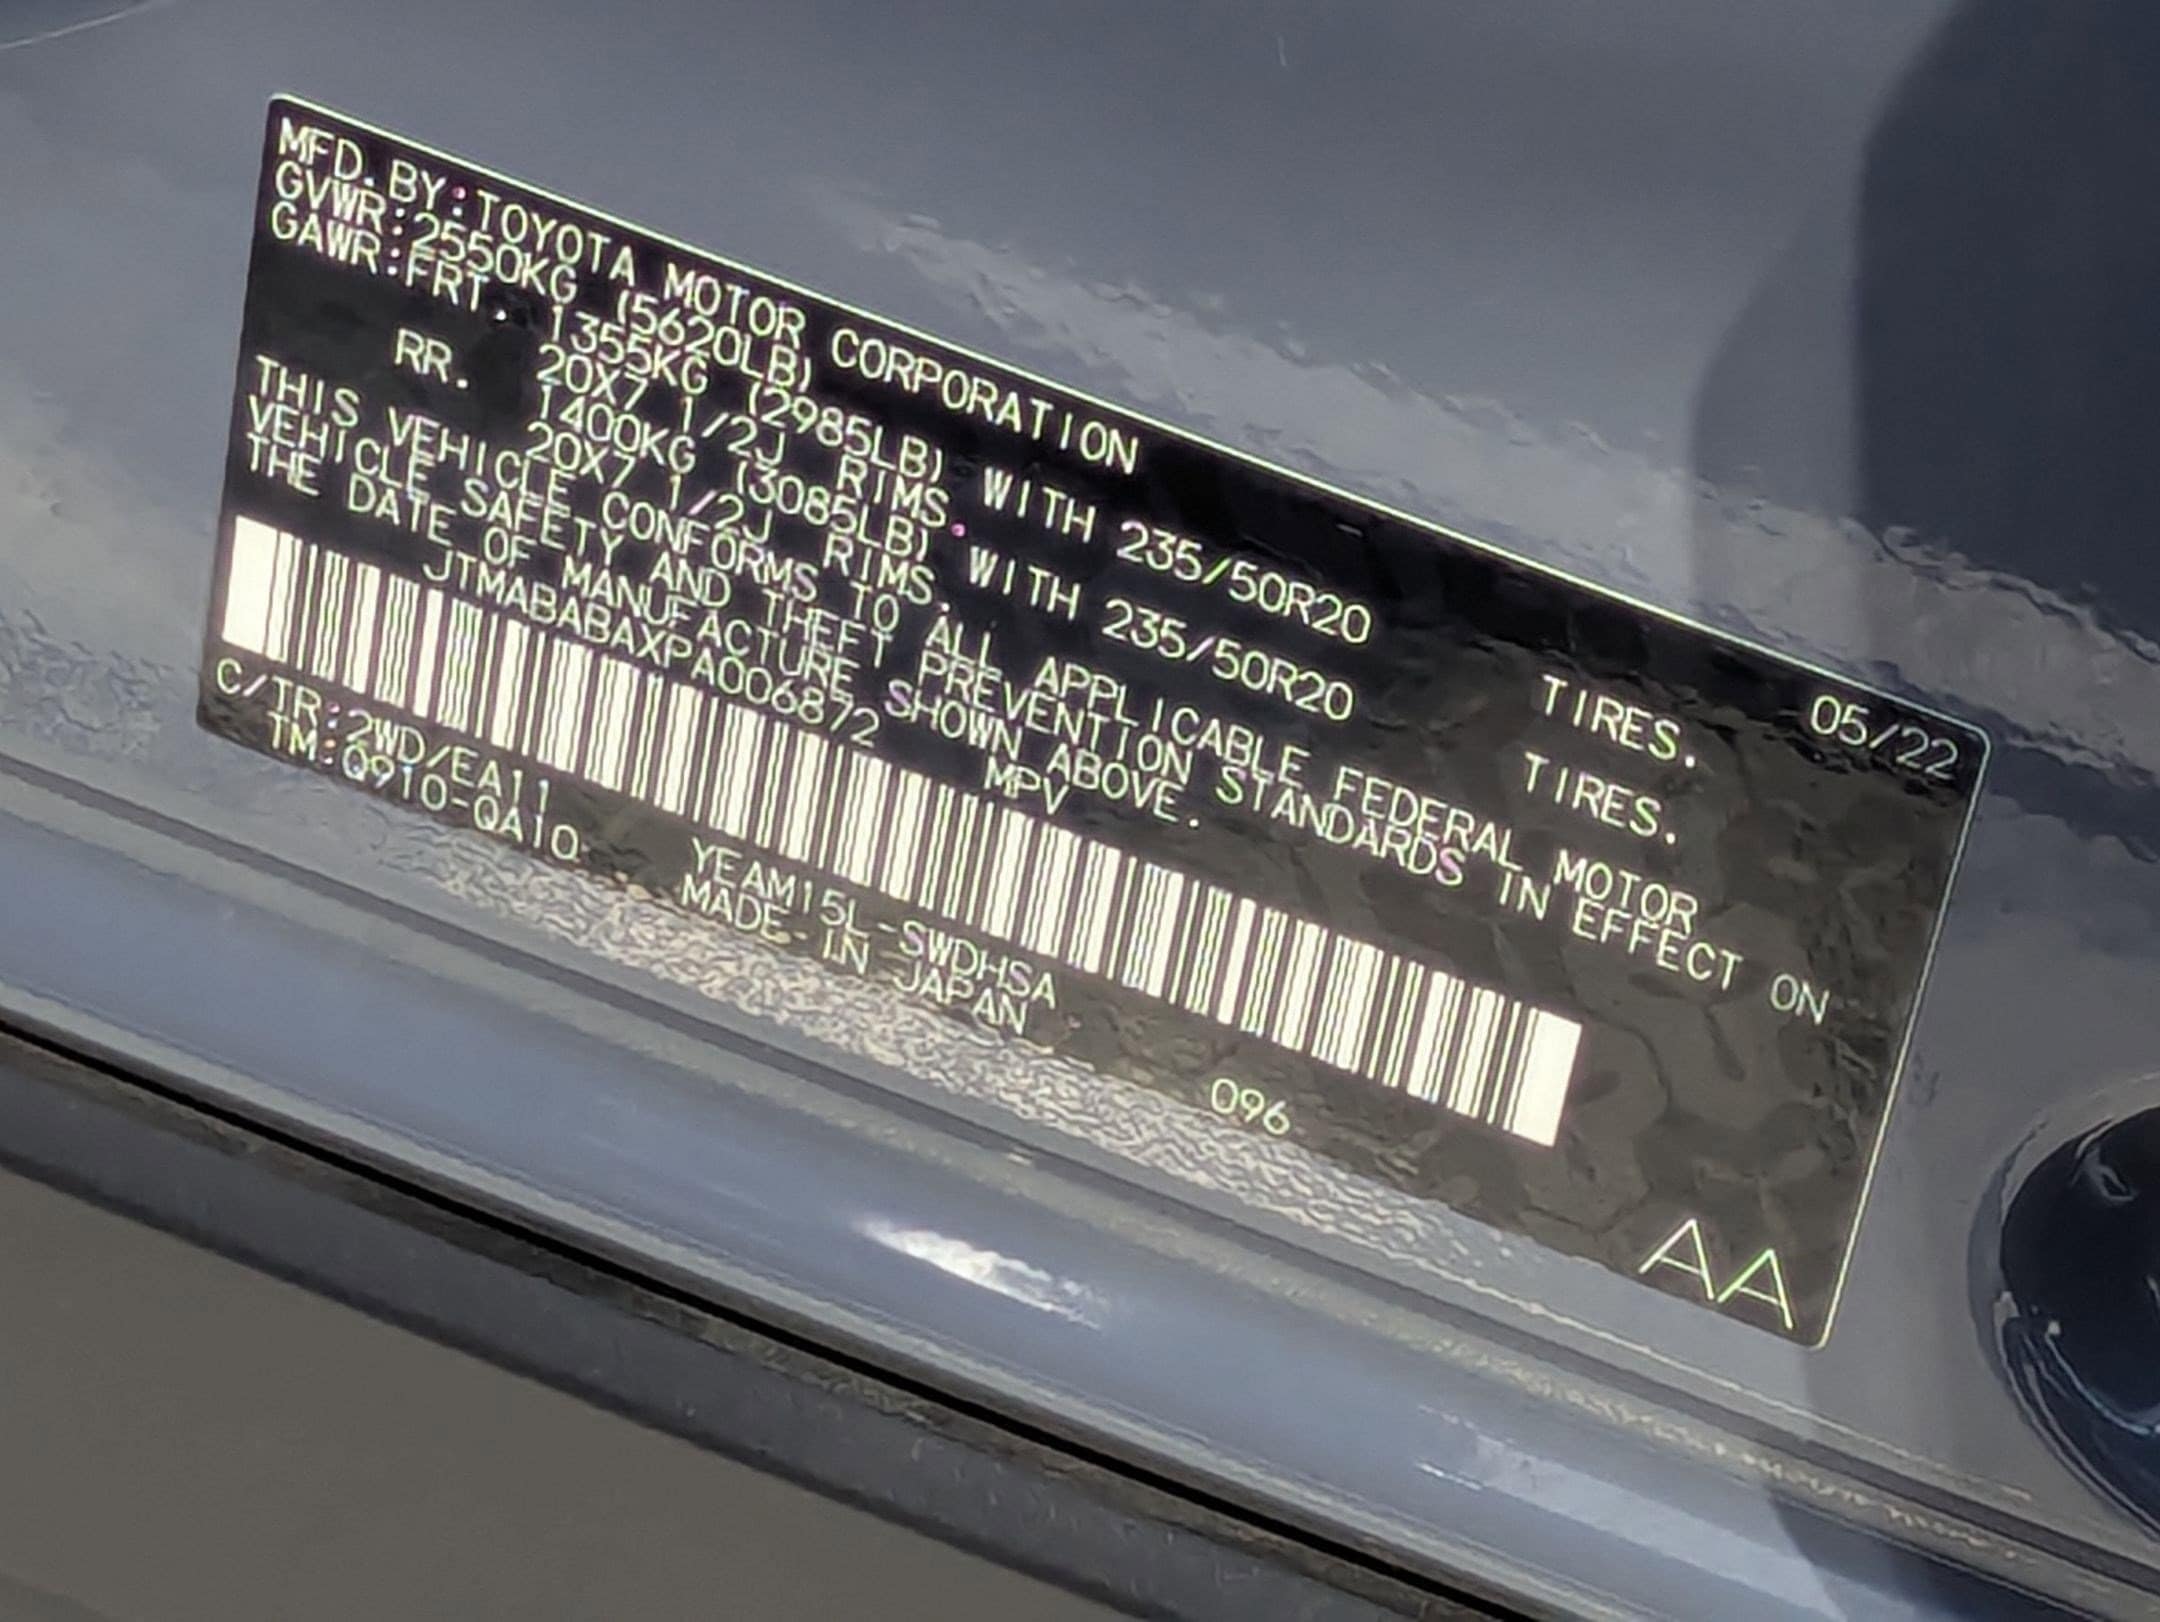 MFD. BY:TOYOTA MOTOR CORPORATION 05/22
GVWR:2550KG (5620LB)
GAWR:FRT. 1355KG (2985LB) WITH 235/50R20 TIRES.
20X7 1/2J RIMS.
RR. 1400KG (3085LB) WITH 235/50R20 TIRES.
20X7 1/2J RIMS.
THIS VEHICLE CONFORMS TO ALL APPLICABLE FEDERAL MOTOR
VEHICLE SAFETY AND THEFT PREVENTION STANDARDS IN EFFECT ON
THE DATE OF MANUFACTURE SHOWN ABOVE.
JTMABABAXPA006872 MPV
C/TR:2WD/EA11 YEAM15L-SWDHSA
TM:Q910-QA10 MADE IN JAPAN 096
AA